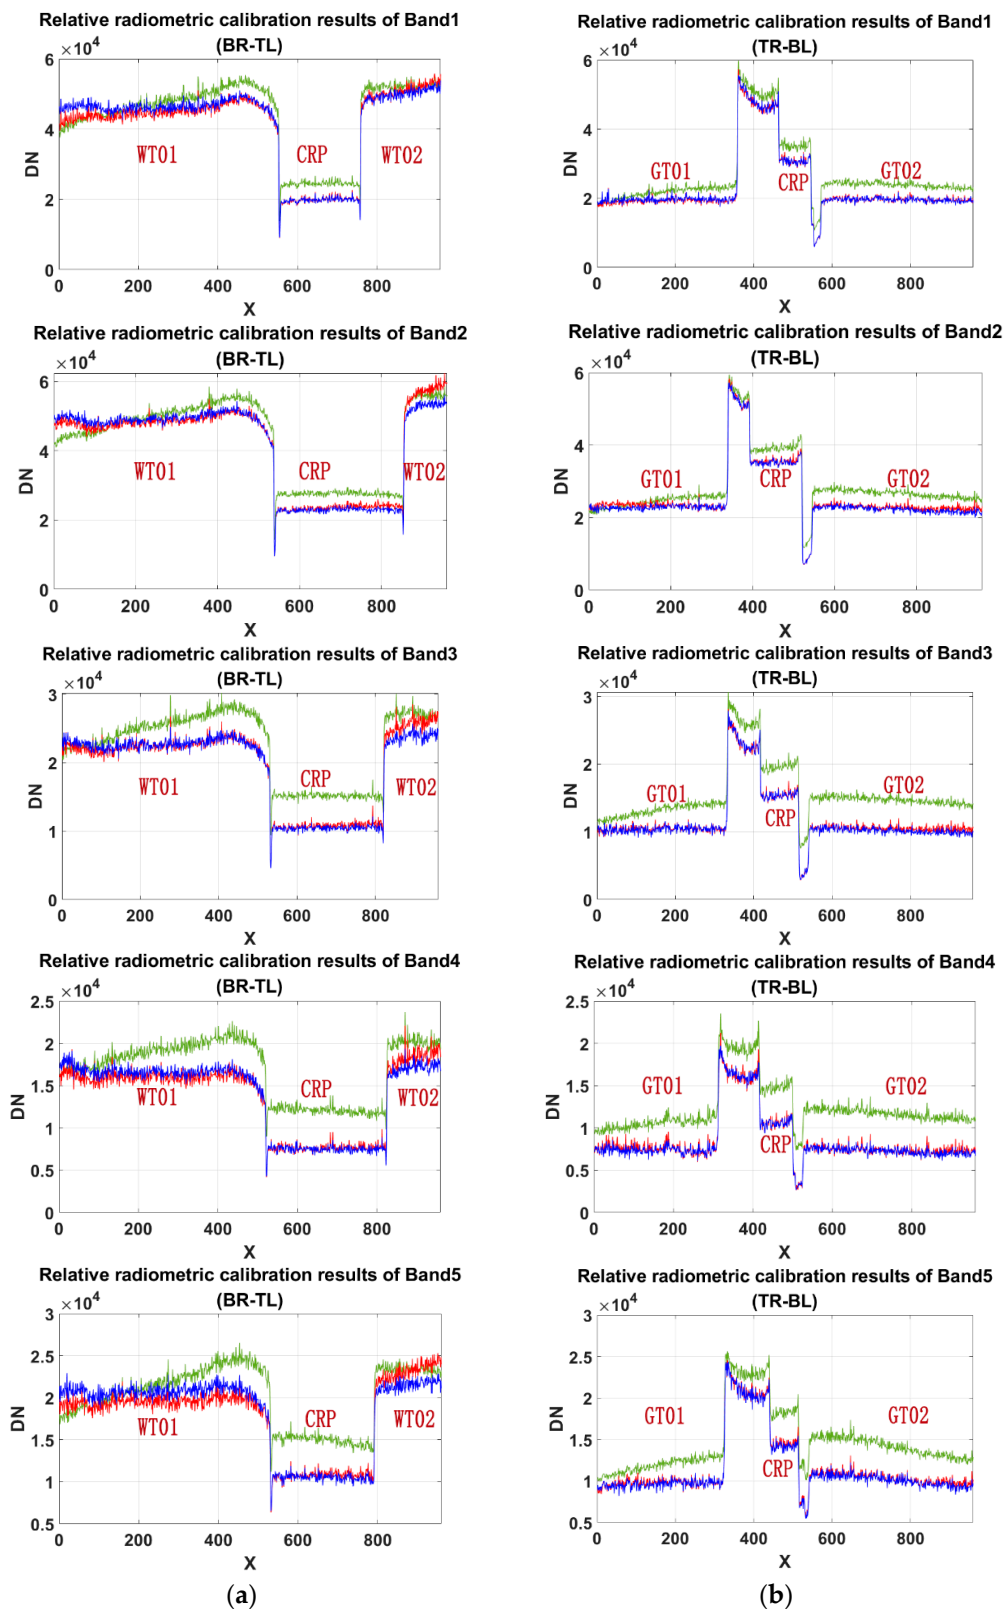 Relative radiometric calibration results of Band1
(BR-TL)
×10⁴
6
4
2
0
DN
WT01
CRP
WT02
0 200 400 600 800
X
Relative radiometric calibration results of Band1
(TR-BL)
×10⁴
6
4
2
0
DN
GT01
CRP
GT02
0 200 400 600 800
X
Relative radiometric calibration results of Band2
(BR-TL)
×10⁴
6
4
2
0
DN
WT01
CRP
WT02
0 200 400 600 800
X
Relative radiometric calibration results of Band2
(TR-BL)
×10⁴
6
4
2
0
DN
GT01
CRP
GT02
0 200 400 600 800
X
Relative radiometric calibration results of Band3
(BR-TL)
×10⁴
3
2
1
0
DN
WT01
CRP
WT02
0 200 400 600 800
X
Relative radiometric calibration results of Band3
(TR-BL)
×10⁴
3
2
1
0
DN
GT01
CRP
GT02
0 200 400 600 800
X
Relative radiometric calibration results of Band4
(BR-TL)
×10⁴
2.5
2
1.5
1
0.5
0
DN
WT01
CRP
WT02
0 200 400 600 800
X
Relative radiometric calibration results of Band4
(TR-BL)
×10⁴
2.5
2
1.5
1
0.5
0
DN
GT01
CRP
GT02
0 200 400 600 800
X
Relative radiometric calibration results of Band5
(BR-TL)
×10⁴
3
2.5
2
1.5
1
0.5
DN
WT01
CRP
WT02
0 200 400 600 800
X
Relative radiometric calibration results of Band5
(TR-BL)
×10⁴
3
2.5
2
1.5
1
0.5
DN
GT01
CRP
GT02
0 200 400 600 800
X
(a)
(b)